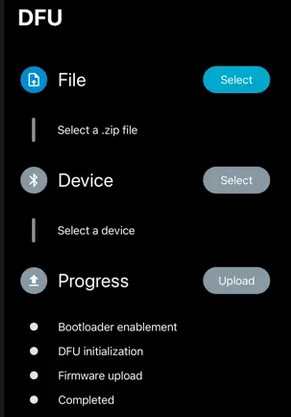 DFU
File
Select
Select a .zip file
Device
Select
Select a device
Progress
Upload
Bootloader enablement
DFU initialization
Firmware upload
Completed